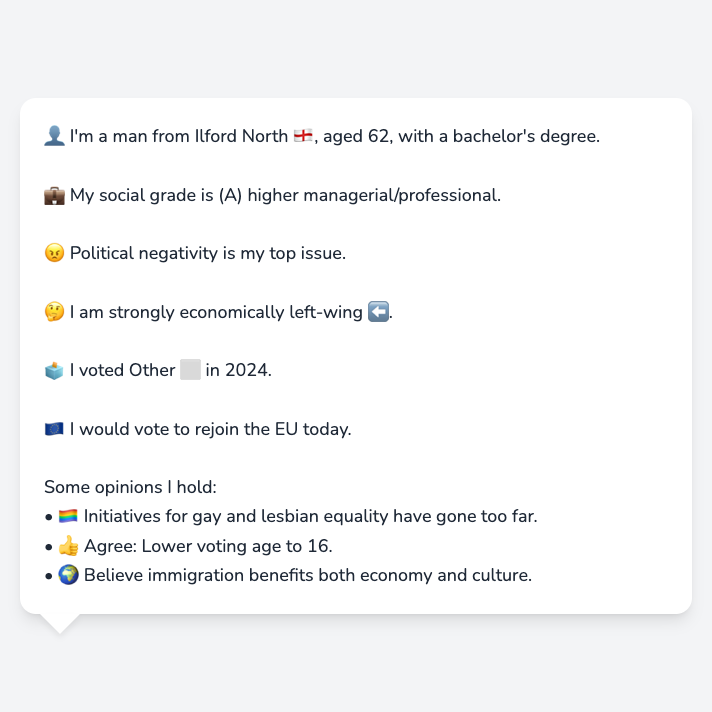 👤 I'm a man from Ilford North 🏴󠁧󠁢󠁥󠁮󠁧󠁿, aged 62, with a bachelor's degree.
💼 My social grade is (A) higher managerial/professional.
😠 Political negativity is my top issue.
🤔 I am strongly economically left-wing ⬅️.
🗳️ I voted Other ⬜ in 2024.
🇪🇺 I would vote to rejoin the EU today.
Some opinions I hold:
• 🏳️‍🌈 Initiatives for gay and lesbian equality have gone too far.
• 👍 Agree: Lower voting age to 16.
• 🌍 Believe immigration benefits both economy and culture.